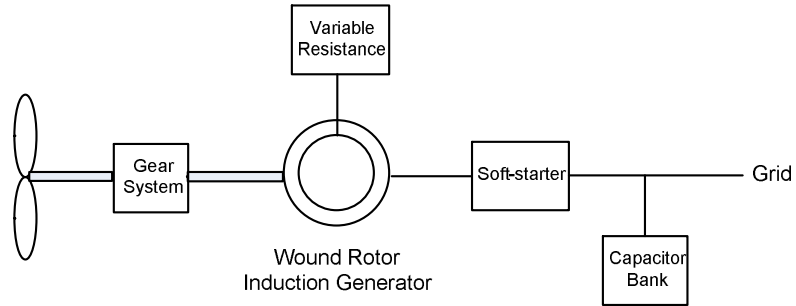 Variable
Resistance
Gear
System
Soft-starter
Grid
Wound Rotor
Induction Generator
Capacitor
Bank